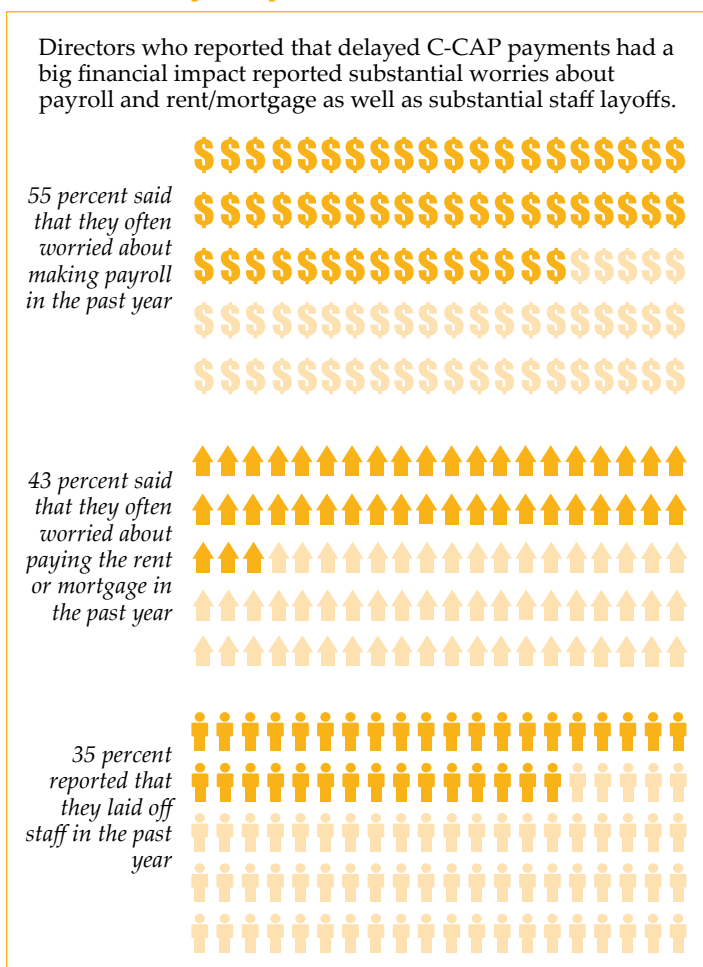 Directors who reported that delayed C-CAP payments had a
big financial impact reported substantial worries about
payroll and rent/mortgage as well as substantial staff layoffs.
55 percent said
that they often
worried about
making payroll
in the past year
43 percent said
that they often
worried about
paying the rent
or mortgage in
the past year
35 percent
reported that
they laid off
staff in the past
year